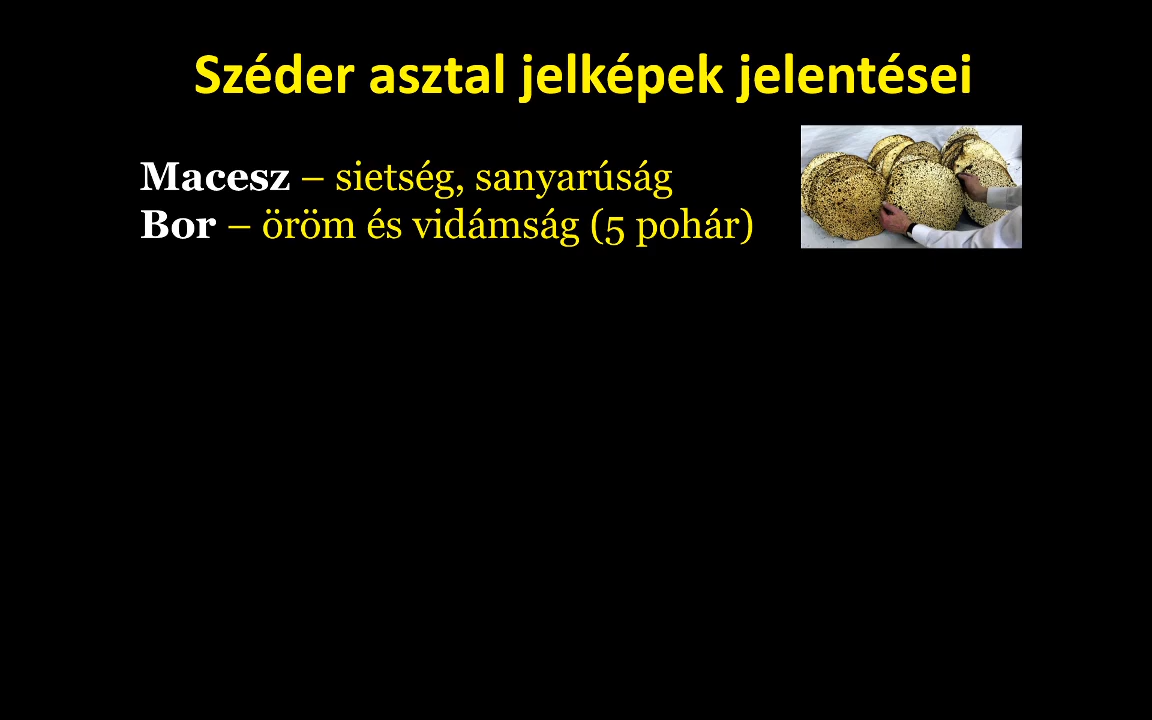 Széder asztal jelképek jelentései
Macesz – sietség, sanyarúság
Bor – öröm és vidámság (5 pohár)